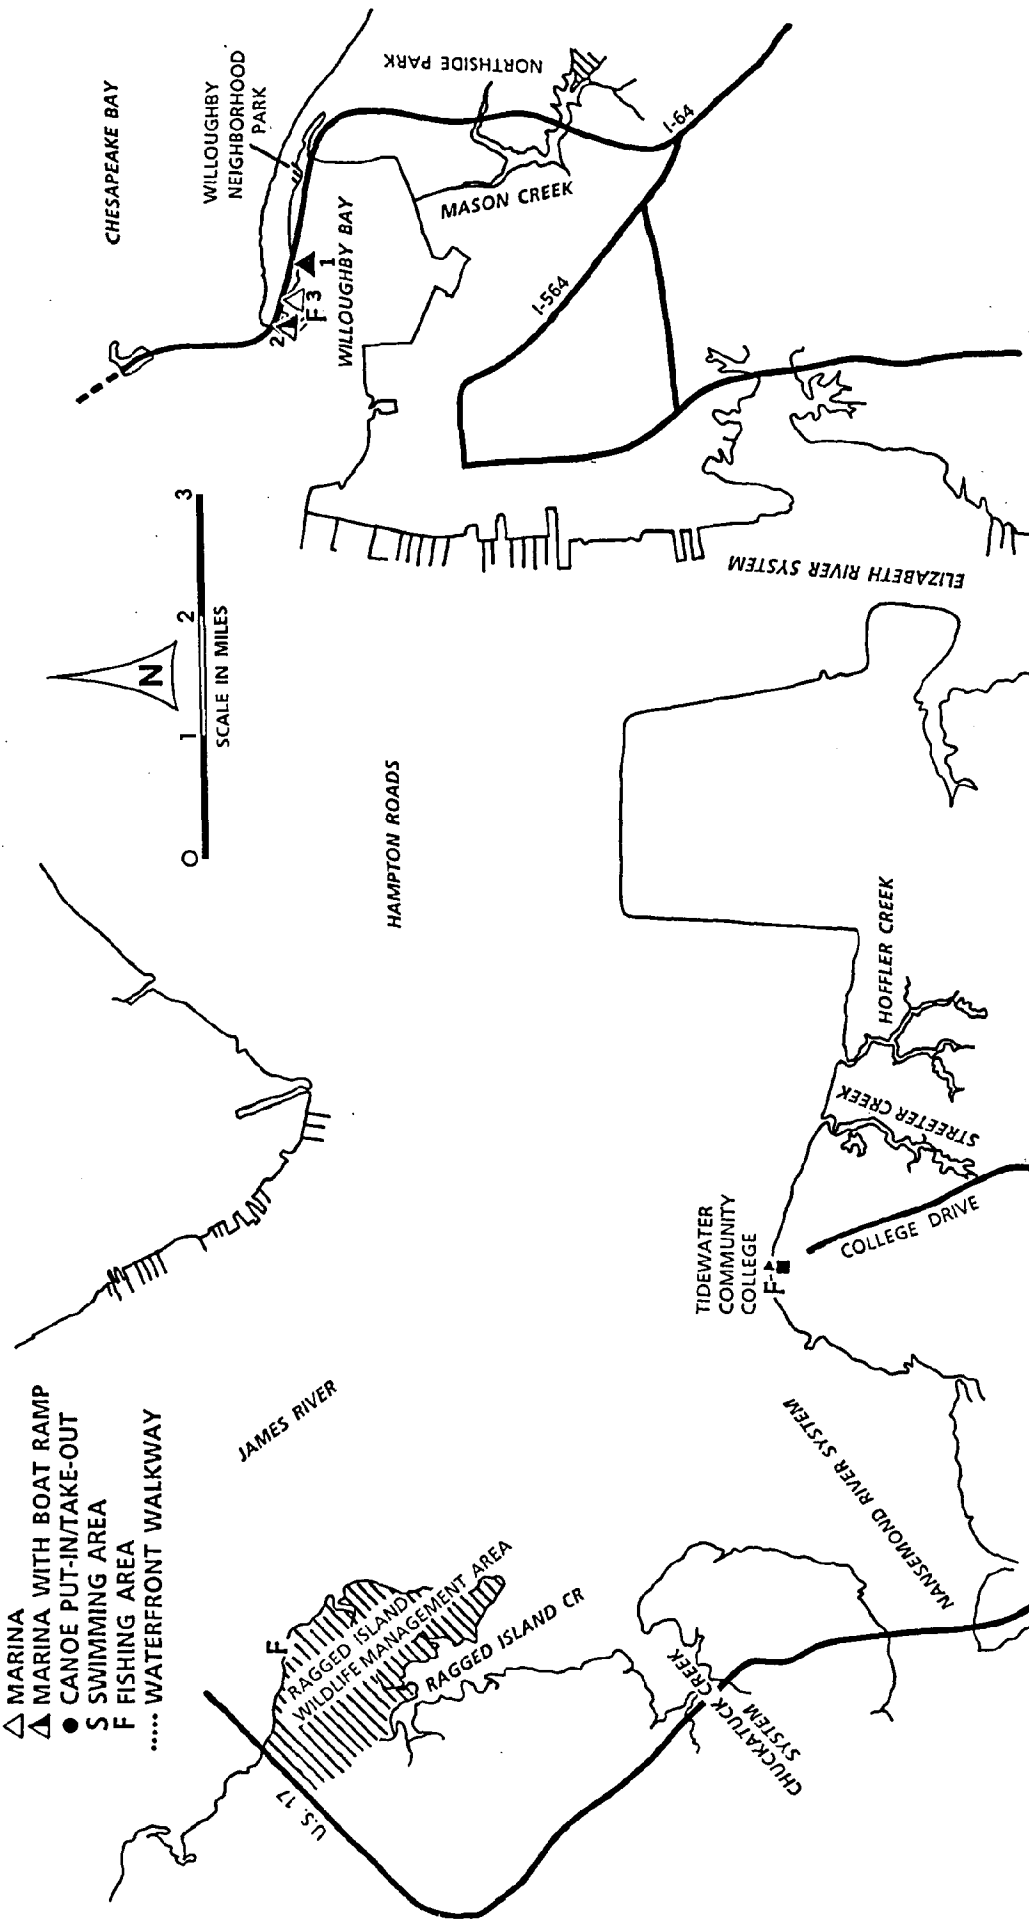 MARINA
MARINA WITH BOAT RAMP
CANOE PUT-IN/TAKE-OUT
S SWIMMING AREA
F FISHING AREA
..... WATERFRONT WALKWAY
N
0 1 2 3
SCALE IN MILES
CHESAPEAKE BAY
WILLOUGHBY
NEIGHBORHOOD
PARK
NORTHSIDE PARK
2
F
3
1
WILLOUGHBY BAY
MASON CREEK
I-64
I-564
JAMES RIVER
HAMPTON ROADS
ELIZABETH RIVER SYSTEM
F
RAGGED ISLAND
WILDLIFE MANAGEMENT AREA
RAGGED ISLAND CR
U.S. 17
CHUCKATUCK CREEK
SYSTEM
CREEK
NANSEMOND RIVER SYSTEM
TIDEWATER
COMMUNITY
COLLEGE
F
COLLEGE DRIVE
STREETER CREEK
HOFFLER CREEK